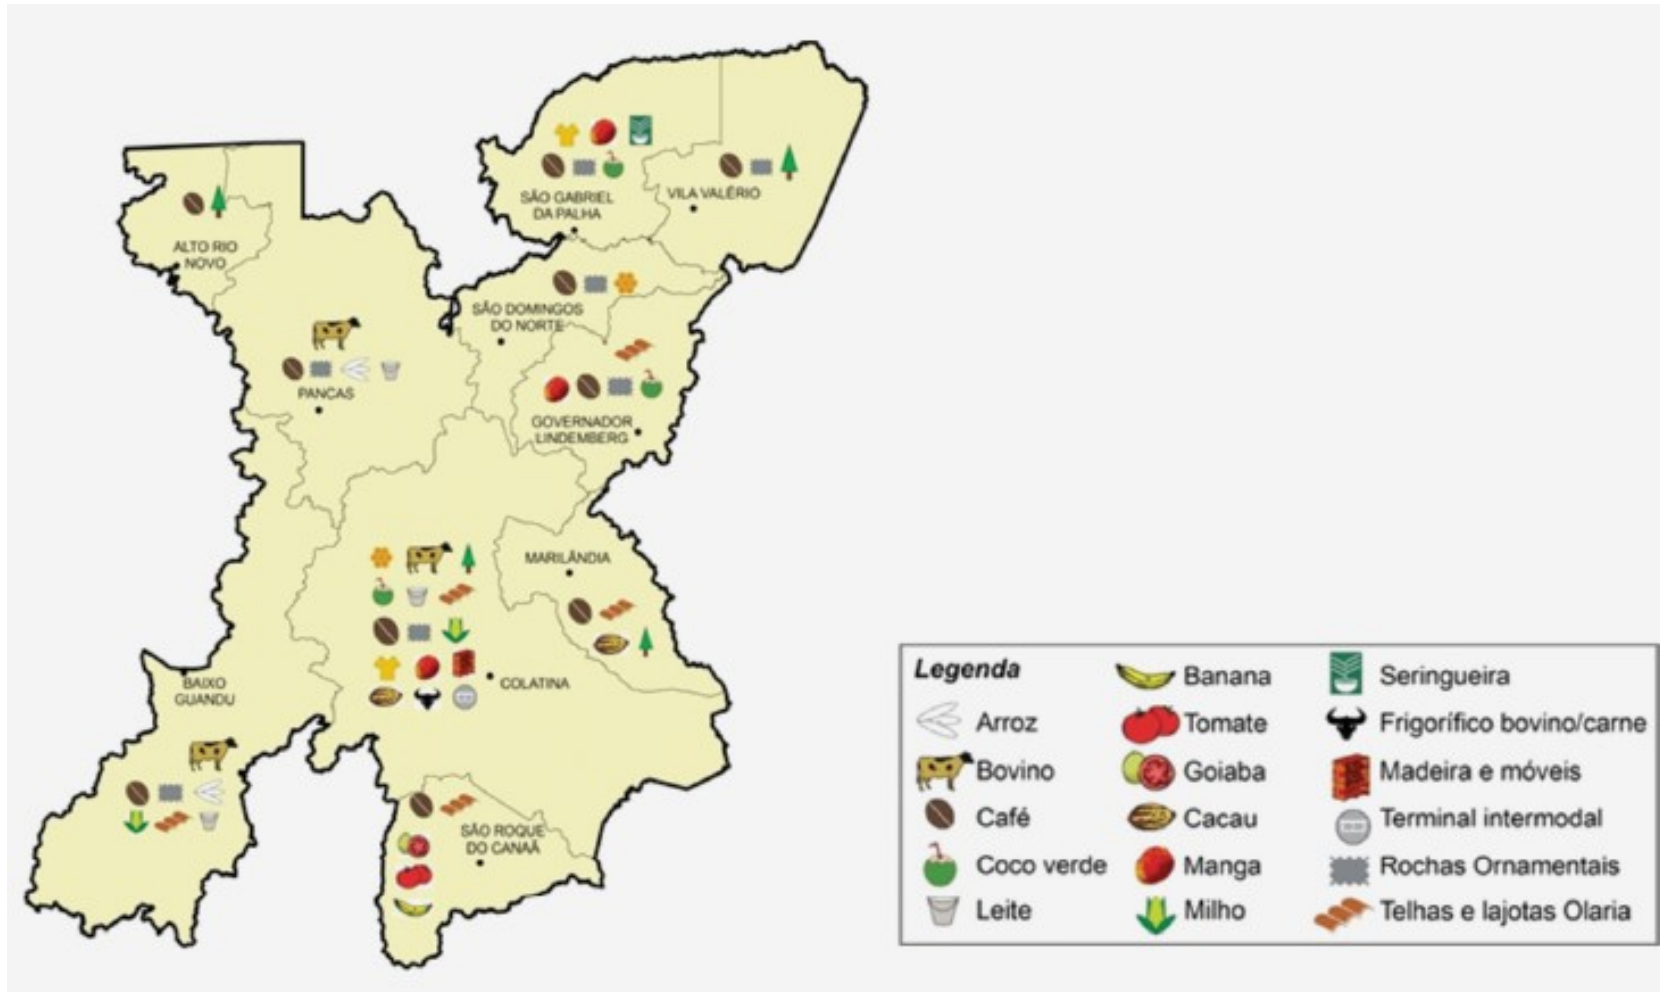 SÃO GABRIEL
DA PALHA
VILA VALÉRIO
ALTO RIO
NOVO
SÃO DOMINGOS
DO NORTE
PANCAS
GOVERNADOR
LINDEMBERG
MARILÂNDIA
COLATINA
BAIXO
GUANDU
SÃO ROQUE
DO CANAÃ
Legenda
Arroz
Bovino
Café
Coco verde
Leite
Banana
Tomate
Goiaba
Cacau
Manga
Milho
Seringueira
Frigorífico bovino/carne
Madeira e móveis
Terminal intermodal
Rochas Ornamentais
Telhas e lajotas Olaria